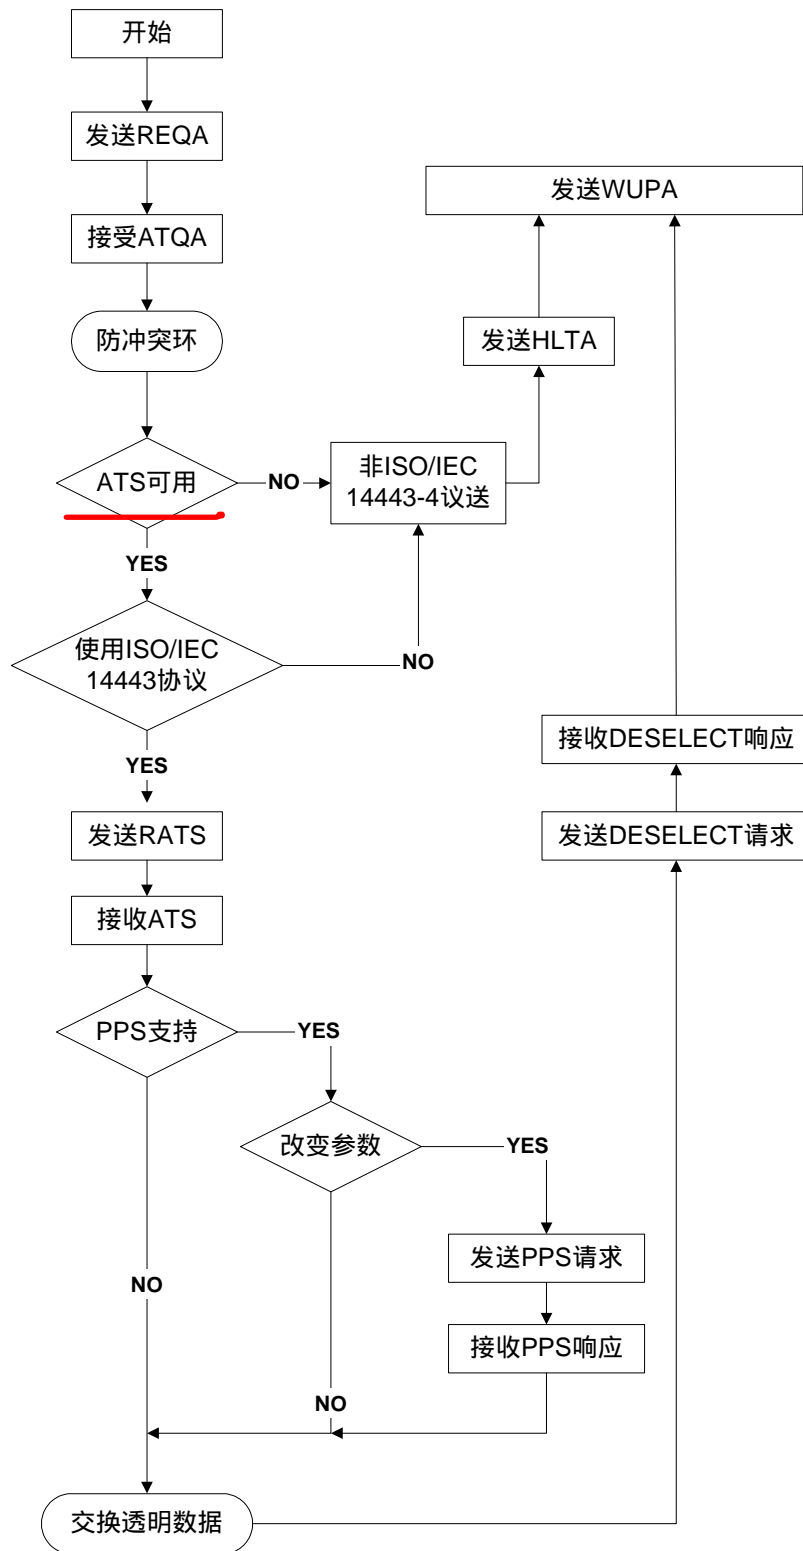 开始
发送REQA
接受ATQA
防冲突环
ATS可用
NO
非ISO/IEC
14443-4议送
发送HLTA
发送WUPA
YES
使用ISO/IEC
14443协议
NO
YES
发送RATS
接收ATS
PPS支持
YES
改变参数
YES
发送PPS请求
接收PPS响应
NO
NO
交换透明数据
接收DESELECT响应
发送DESELECT请求